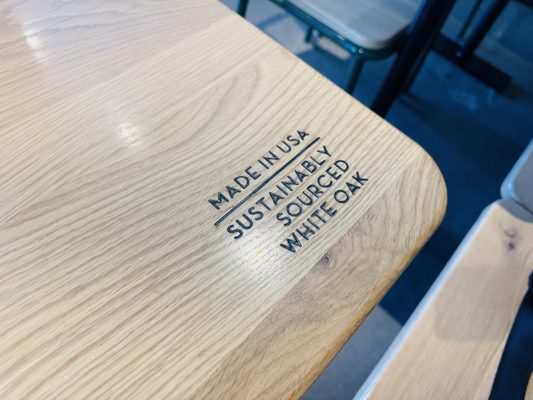 MADE IN USA
SUSTAINABLY
SOURCED
WHITE OAK